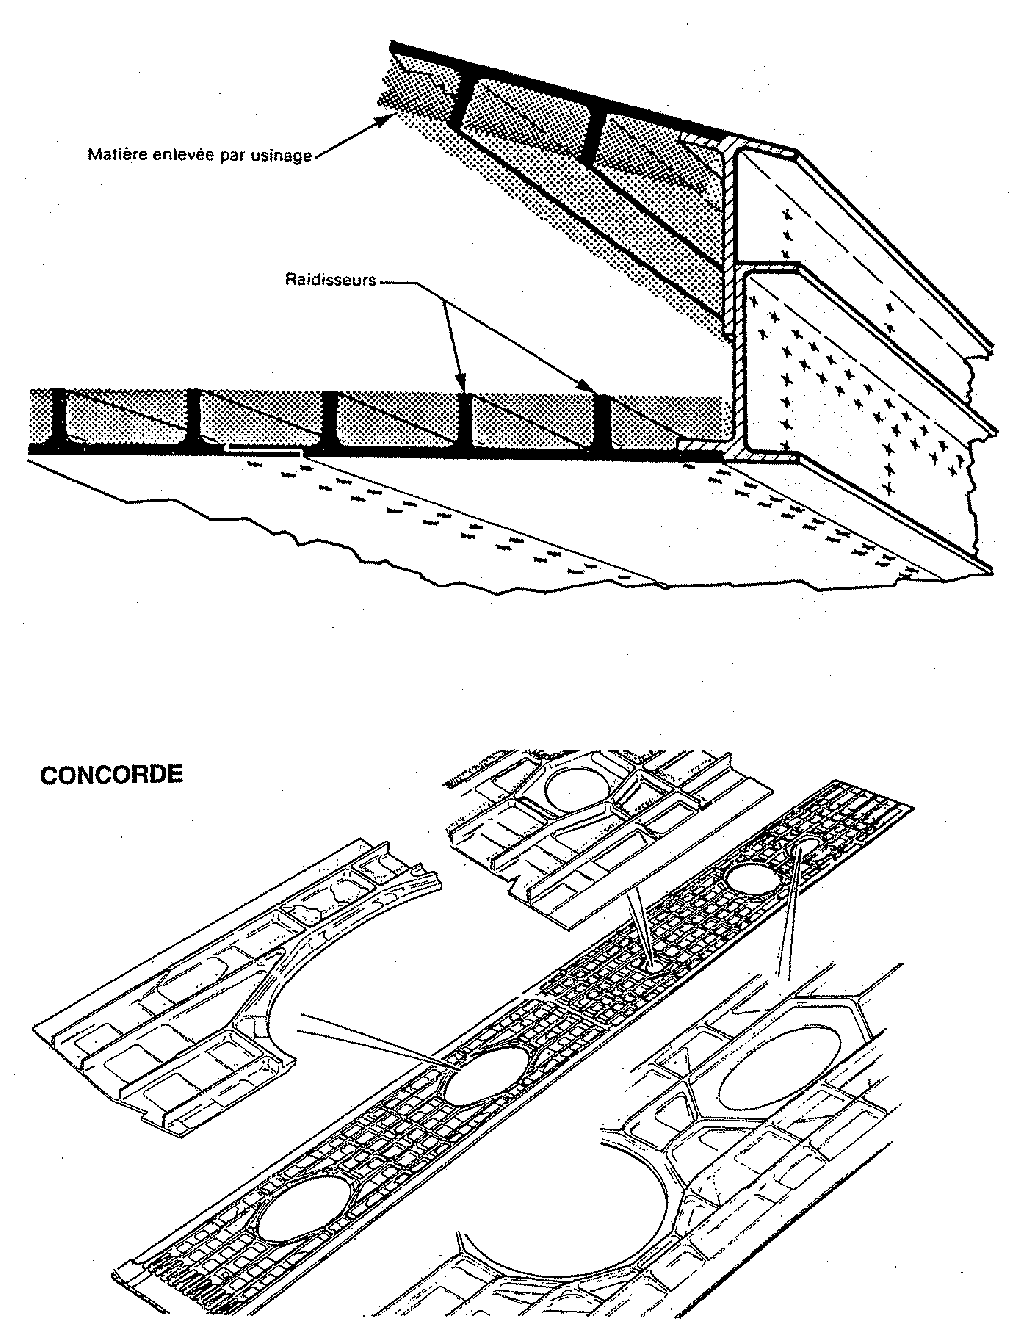 Matière enlevée par usinage
Raidisseurs
CONCORDE